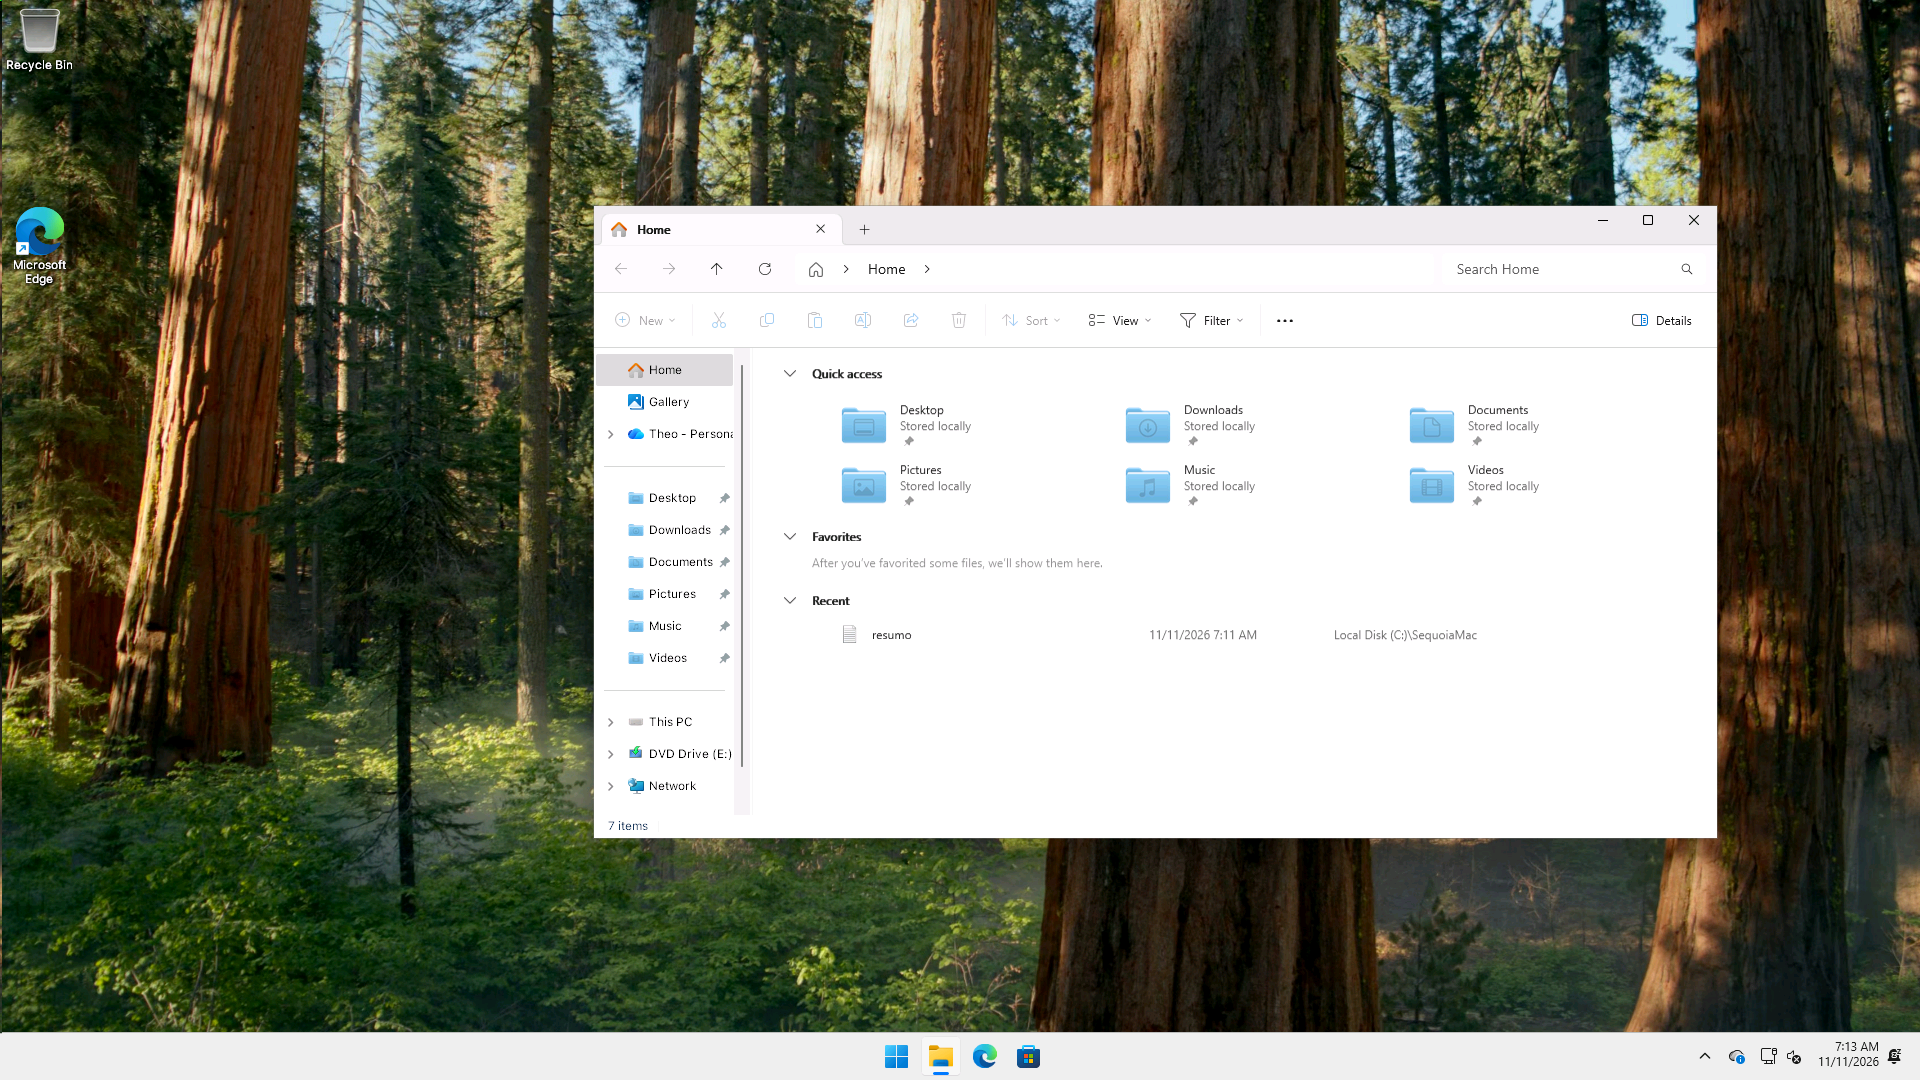 Recycle Bin
Microsoft
Edge
Home
Home
Search Home
New
Sort
View
Filter
Details
Home
Gallery
Theo - Persona
Desktop
Downloads
Documents
Pictures
Music
Videos
This PC
DVD Drive (E:)
Network
7 items
Quick access
Desktop
Stored locally
Downloads
Stored locally
Documents
Stored locally
Pictures
Stored locally
Music
Stored locally
Videos
Stored locally
Favorites
After you've favorited some files, we'll show them here.
Recent
resumo 11/11/2026 7:11 AM Local Disk (C:)\SequoiaMac
7:13 AM
11/11/2026